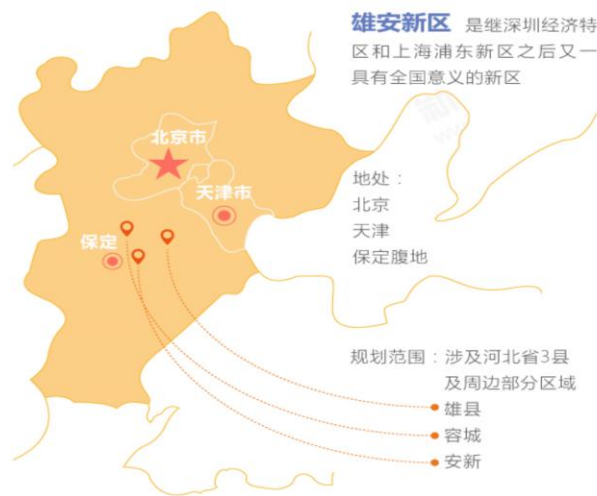 雄安新区 是继深圳经济特
区和上海浦东新区之后又一
具有全国意义的新区
北京市
天津市
保定
地处：
北京
天津
保定腹地
规划范围：涉及河北省3县
及周边部分区域
雄县
容城
安新